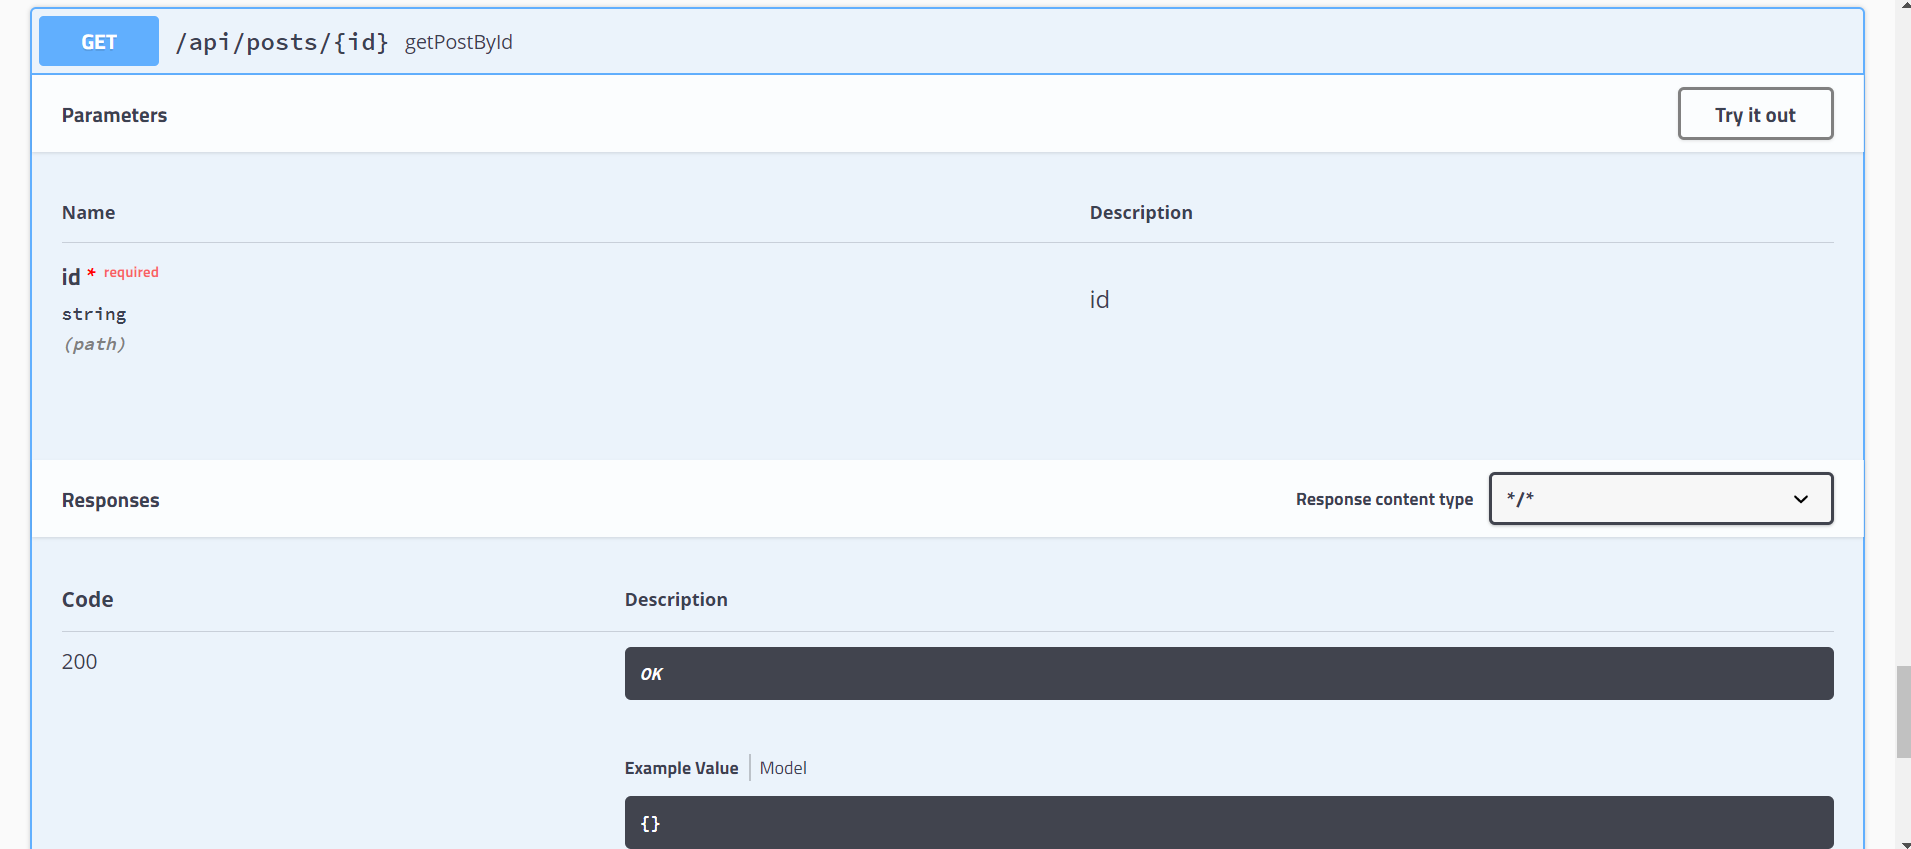 GET /api/posts/{id} getPostById
Parameters
Try it out
Name Description
id * required
string
(path)
id
Responses
Response content type */*
Code Description
200
OK
Example Value Model
{}